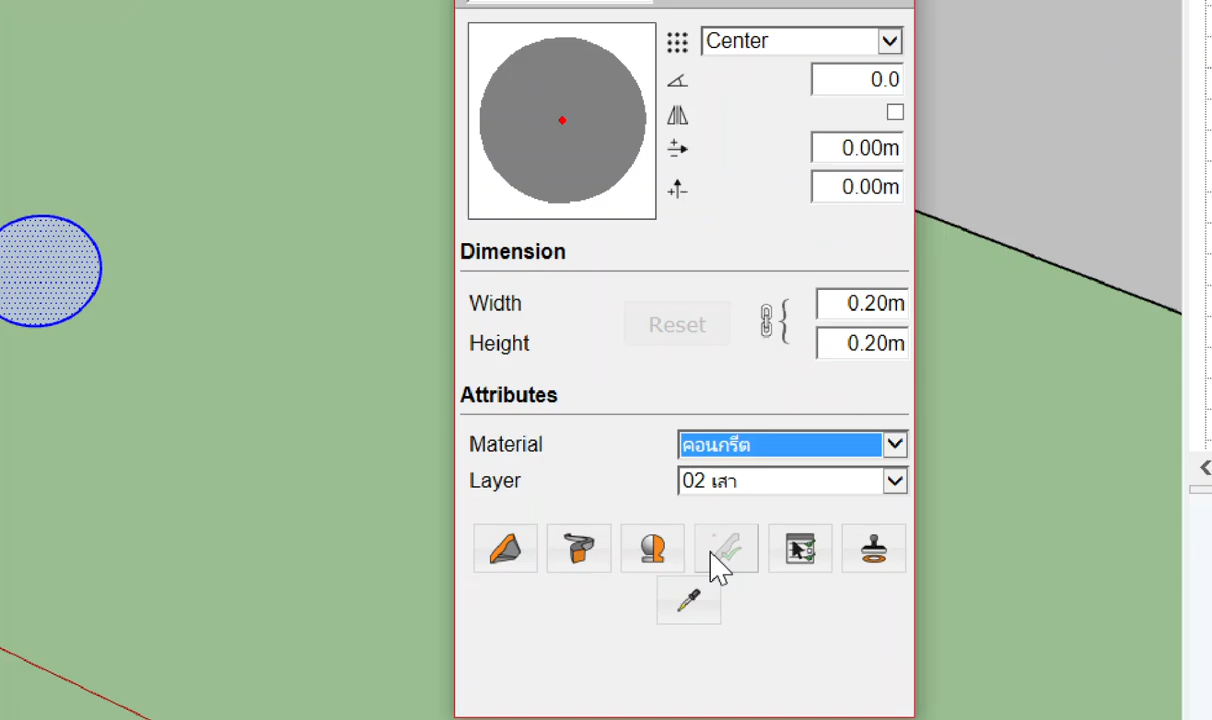 Center
0.0
0.00m
0.00m
Dimension
Width
Reset
0.20m
Height
0.20m
Attributes
Material
คอนกรีต
Layer
02 เสา